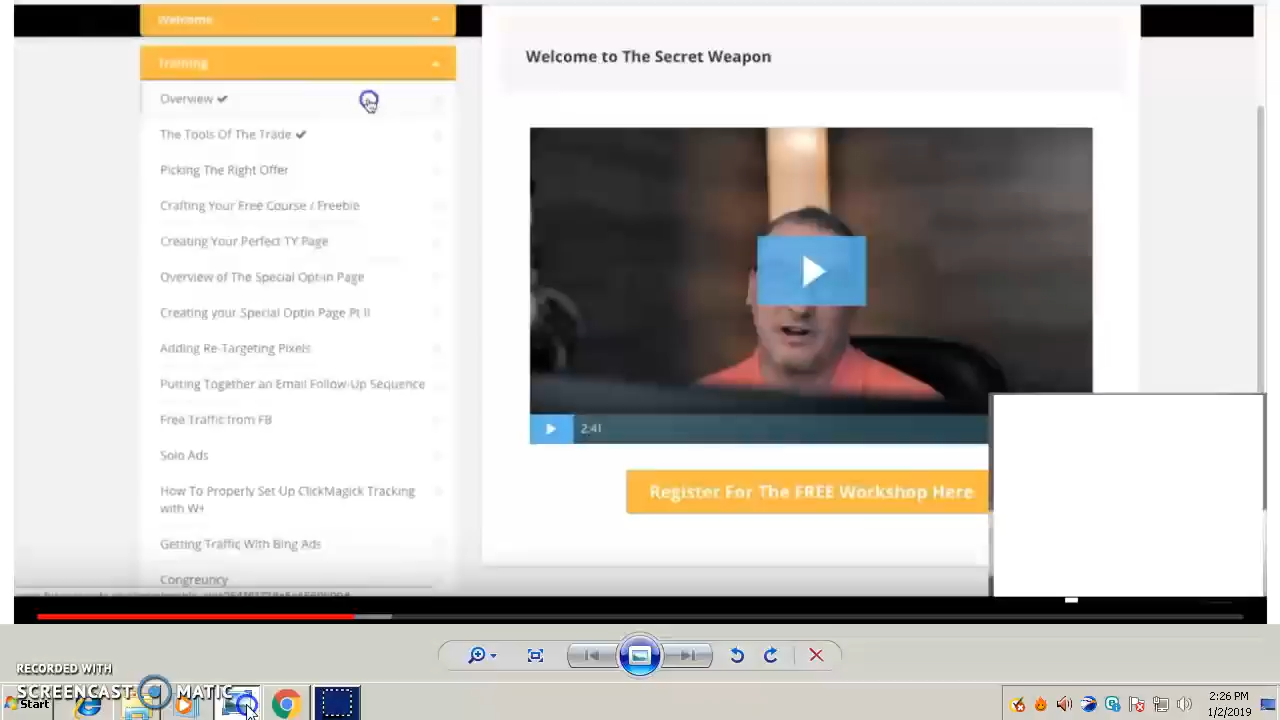 Welcome
Training
Overview
The Tools Of The Trade
Picking The Right Offer
Crafting Your Free Course / Freebie
Creating Your Perfect TY Page
Overview of The Special Optin Page
Creating your Special Optin Page Pt II
Adding Re-Targeting Pixels
Putting Together an Email Follow-Up Sequence
Free Traffic from FB
Solo Ads
How To Properly Set Up ClickMagick Tracking
with W+
Getting Traffic With Bing Ads
Congreuncy
Welcome to The Secret Weapon
2:41
Register For The FREE Workshop Here
RECORDED WITH
SCREENCAST MATIC
Start
2:26 PM
1/2/2019